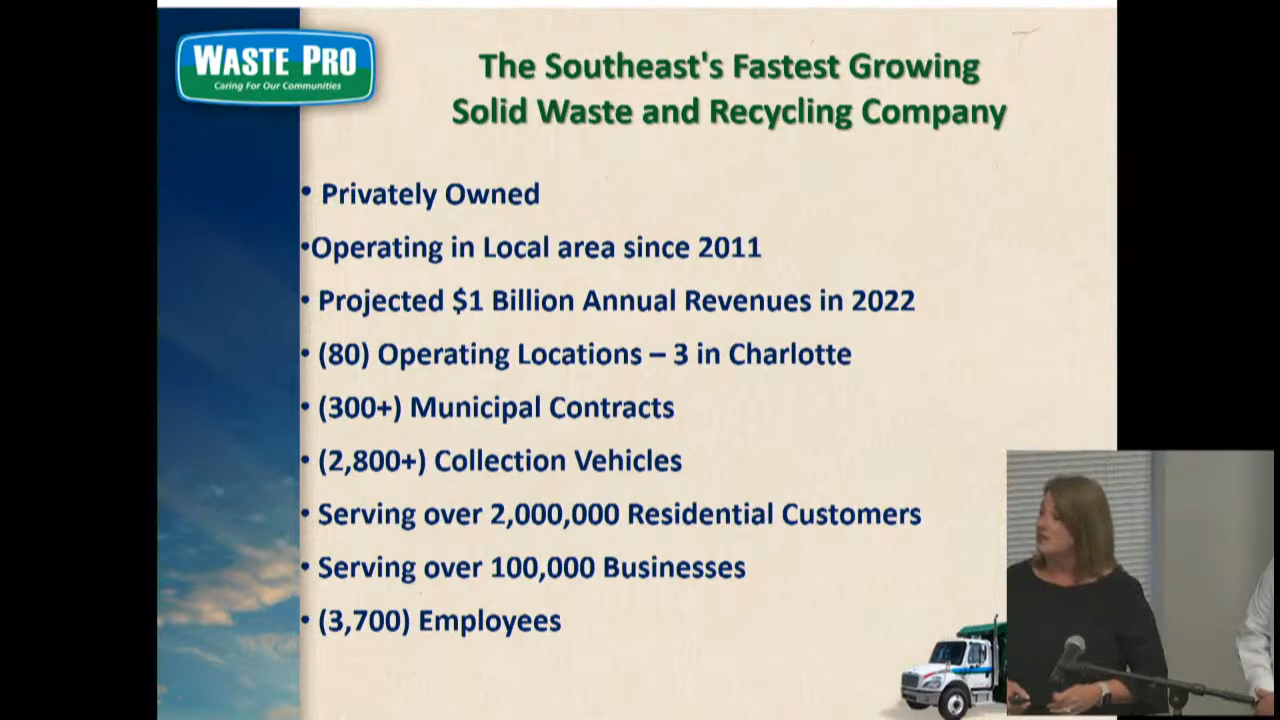 WASTE PRO
Caring For Our Communities
The Southeast's Fastest Growing
Solid Waste and Recycling Company
• Privately Owned
•Operating in Local area since 2011
• Projected $1 Billion Annual Revenues in 2022
• (80) Operating Locations – 3 in Charlotte
• (300+) Municipal Contracts
• (2,800+) Collection Vehicles
• Serving over 2,000,000 Residential Customers
• Serving over 100,000 Businesses
• (3,700) Employees